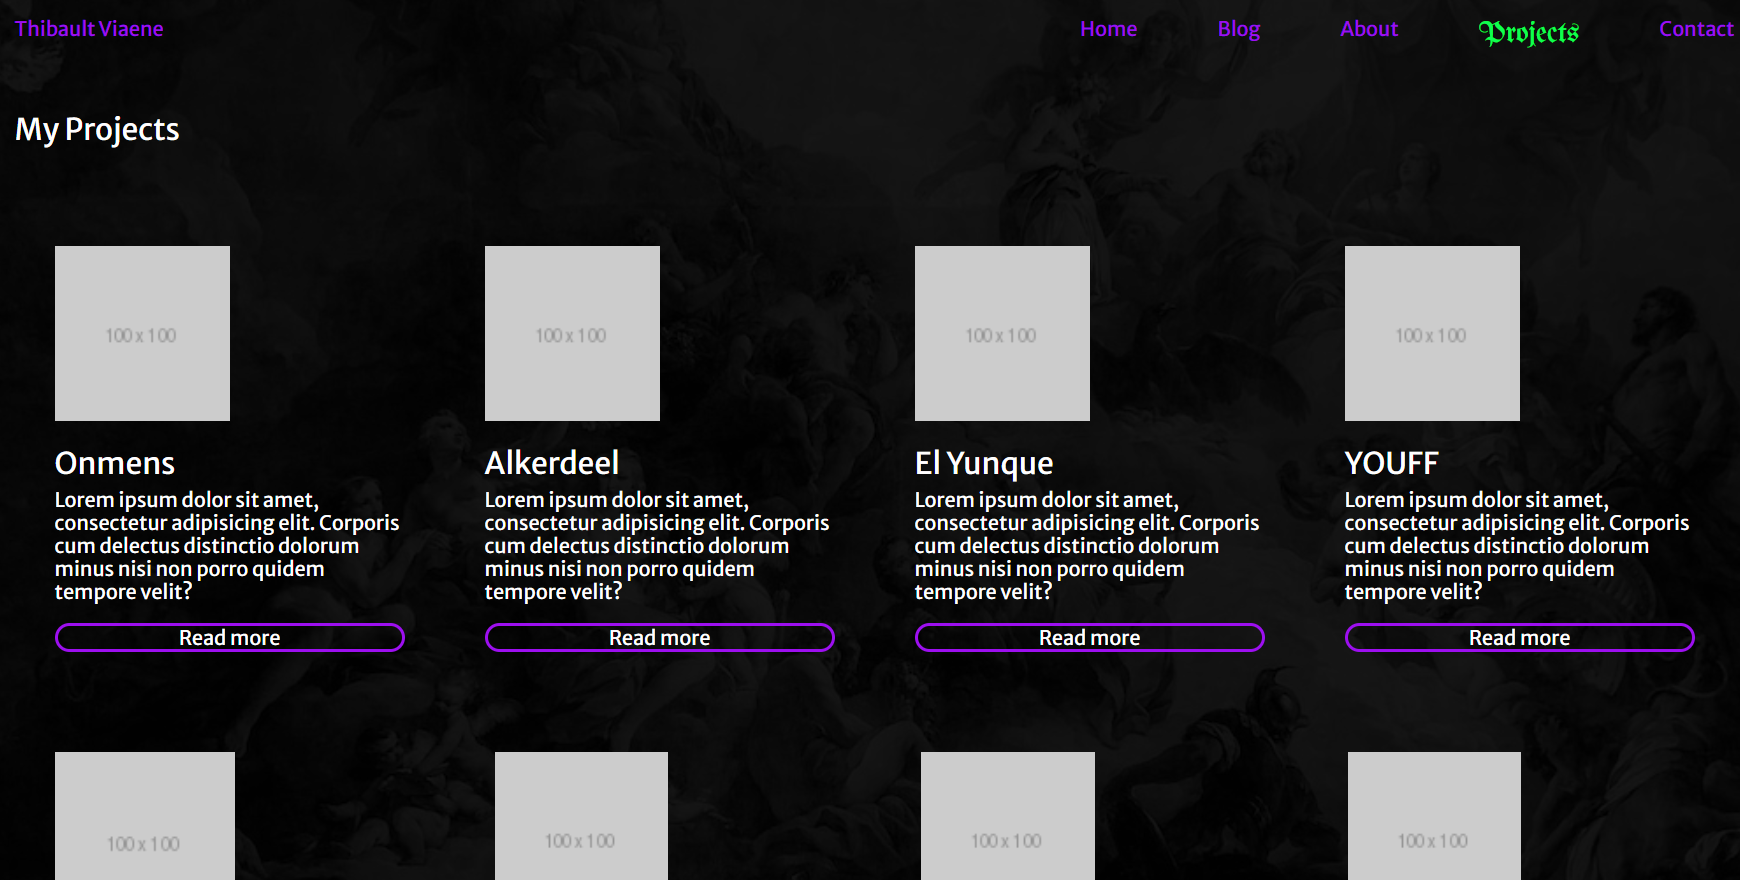 Thibault Viaene Home Blog About Projects Contact
My Projects
100 x 100 100 x 100 100 x 100 100 x 100
Onmens Alkerdeel El Yunque YOUFF
Lorem ipsum dolor sit amet,
consectetur adipisicing elit. Corporis
cum delectus distinctio dolorum
minus nisi non porro quidem
tempore velit?
Lorem ipsum dolor sit amet,
consectetur adipisicing elit. Corporis
cum delectus distinctio dolorum
minus nisi non porro quidem
tempore velit?
Lorem ipsum dolor sit amet,
consectetur adipisicing elit. Corporis
cum delectus distinctio dolorum
minus nisi non porro quidem
tempore velit?
Lorem ipsum dolor sit amet,
consectetur adipisicing elit. Corporis
cum delectus distinctio dolorum
minus nisi non porro quidem
tempore velit?
Read more Read more Read more Read more
100 x 100 100 x 100 100 x 100 100 x 100